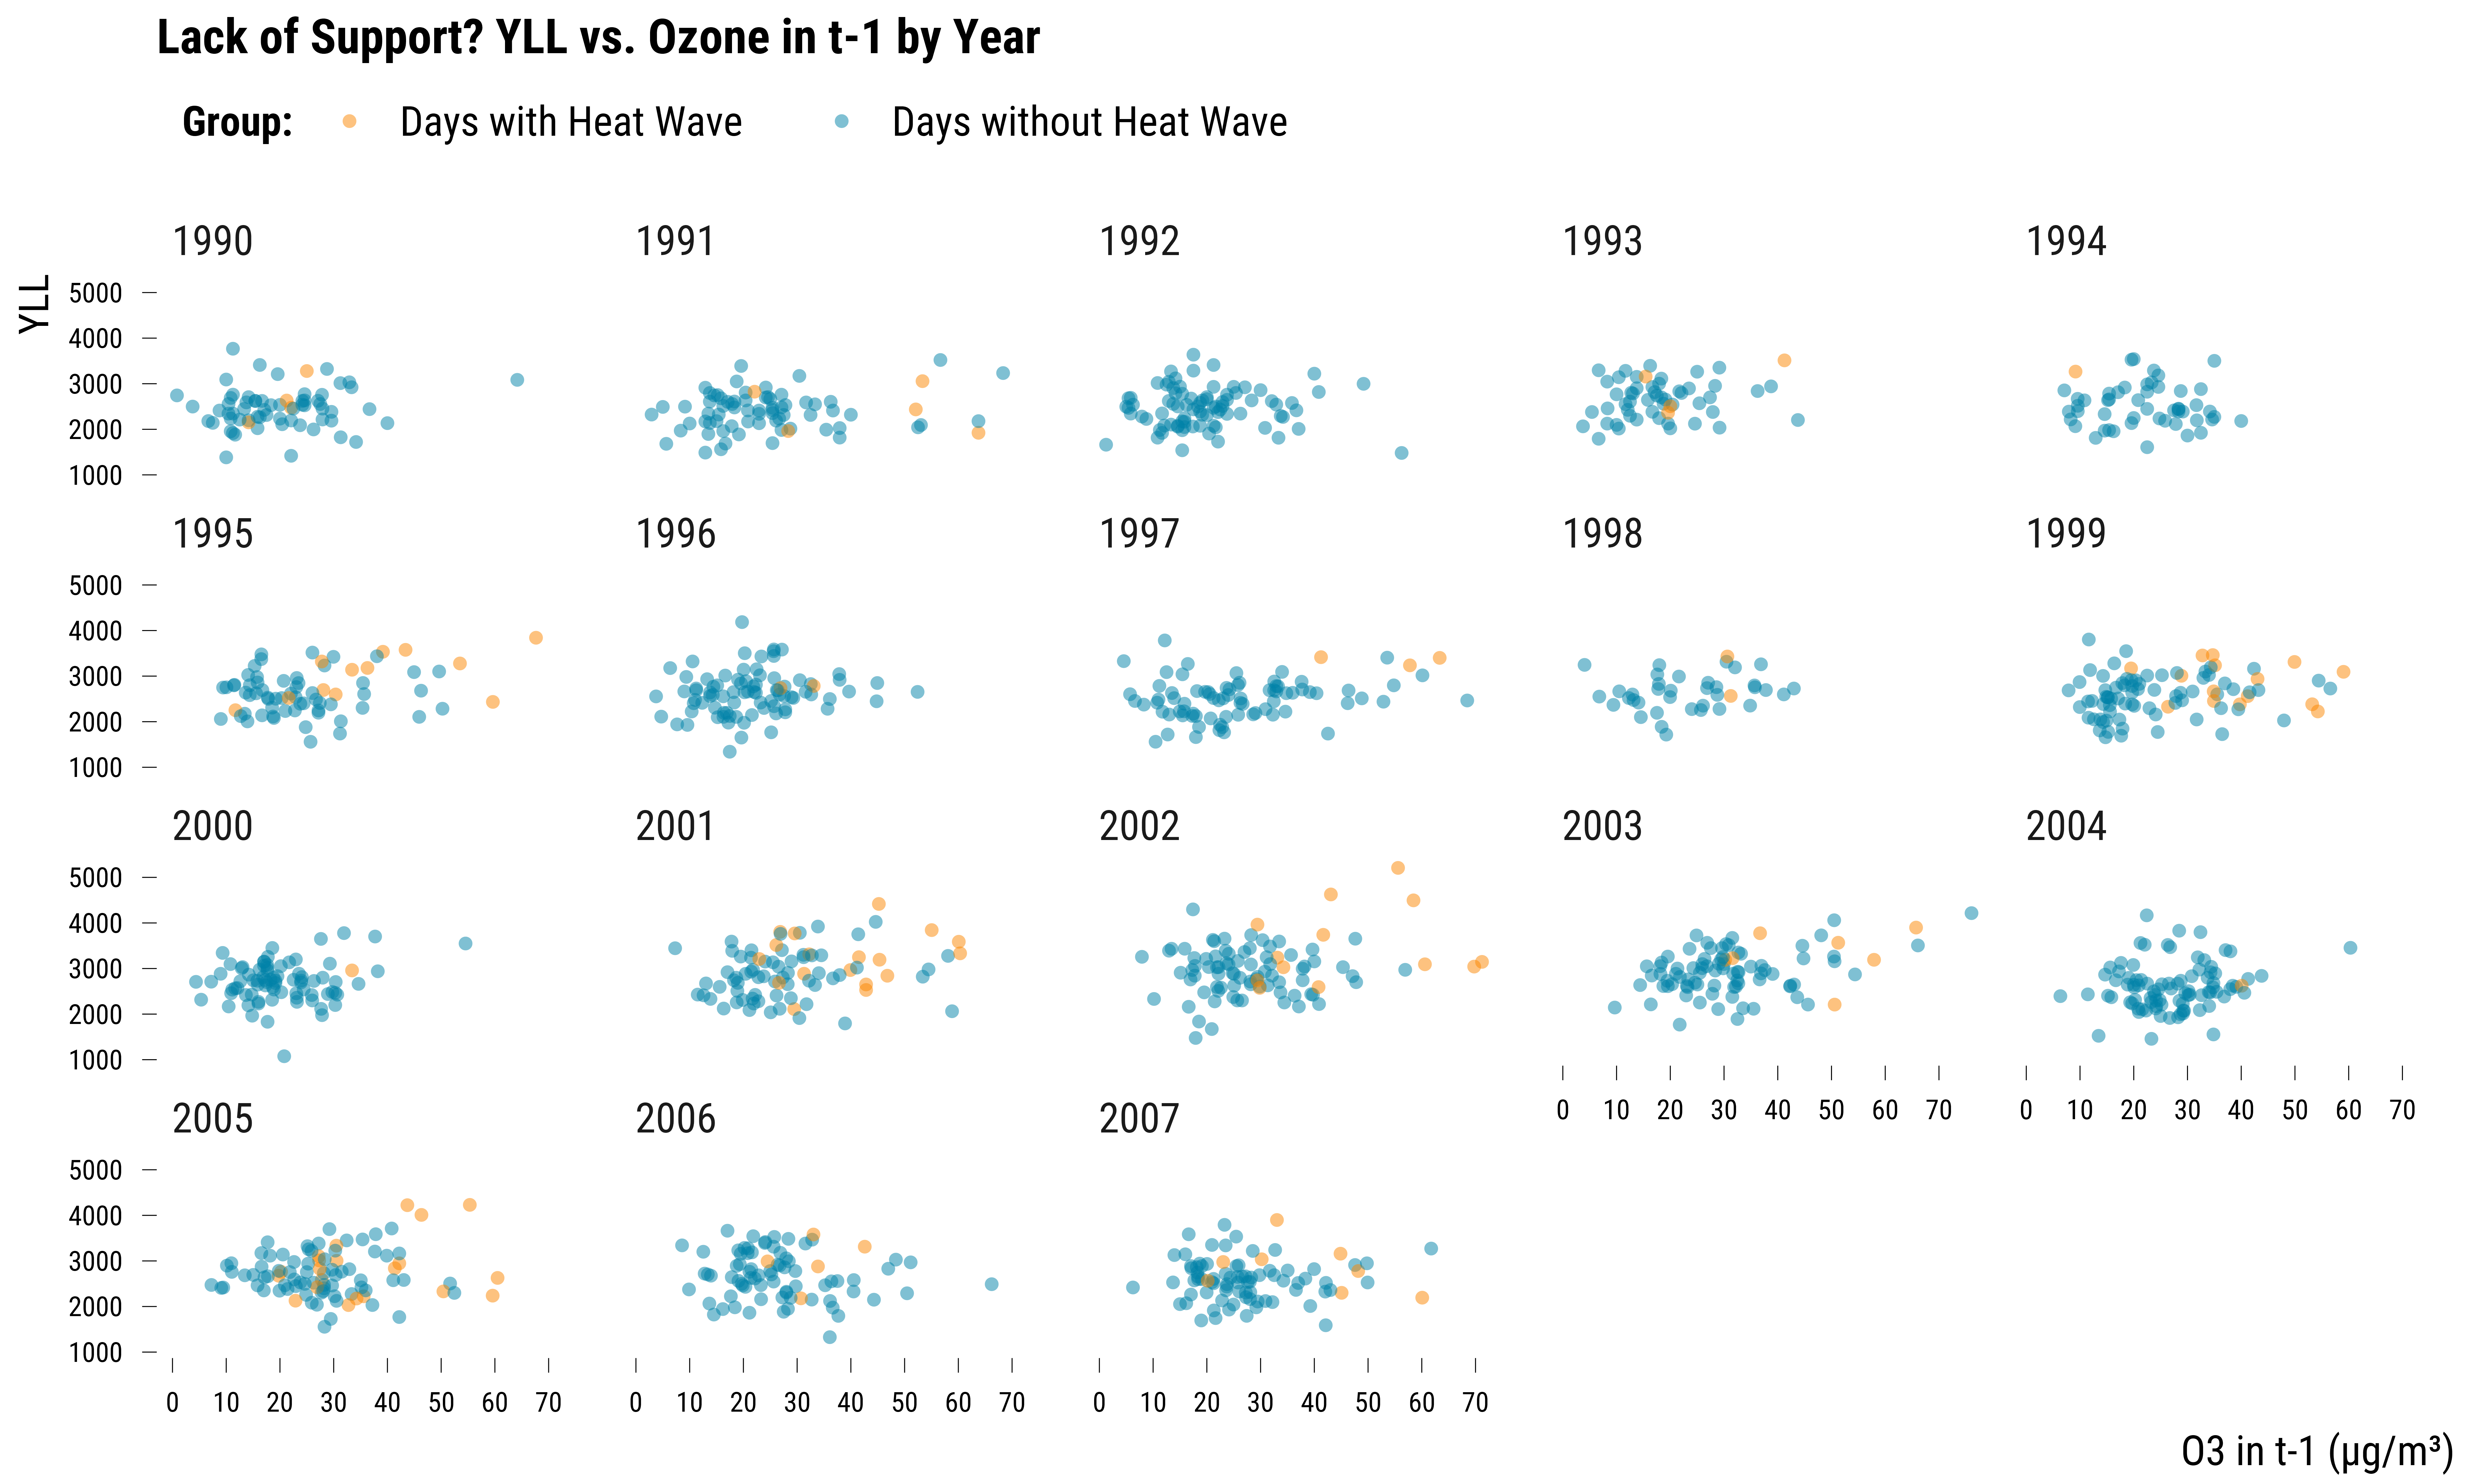 Lack of Support? YLL vs. Ozone in t-1 by Year
Group: Days with Heat Wave Days without Heat Wave
YLL
1990 1991 1992 1993 1994
5000
4000
3000
2000
1000
1995 1996 1997 1998 1999
5000
4000
3000
2000
1000
2000 2001 2002 2003 2004
5000
4000
3000
2000
1000
0 10 20 30 40 50 60 70 0 10 20 30 40 50 60 70
2005 2006 2007
5000
4000
3000
2000
1000
0 10 20 30 40 50 60 70 0 10 20 30 40 50 60 70 0 10 20 30 40 50 60 70
O3 in t-1 (µg/m³)